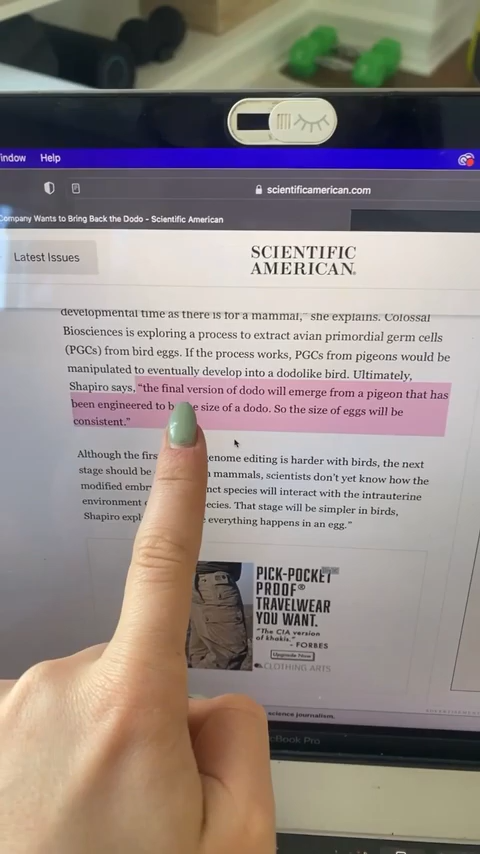 indow Help
scientificamerican.com
Company Wants to Bring Back the Dodo - Scientific American
Latest Issues
SCIENTIFIC
AMERICAN
developmental time as there is for a mammal," she explains. Colossal
Biosciences is exploring a process to extract avian primordial germ cells
(PGCs) from bird eggs. If the process works, PGCs from pigeons would be
manipulated to eventually develop into a dodolike bird. Ultimately,
Shapiro says, “the final version of dodo will emerge from a pigeon that has
been engineered to b e size of a dodo. So the size of eggs will be
consistent.”
Although the firs enome editing is harder with birds, the next
stage should be mammals, scientists don’t yet know how the
modified embr nct species will interact with the intrauterine
environment ecies. That stage will be simpler in birds,
Shapiro expl everything happens in an egg.”
PICK-POCKET
PROOF®
TRAVELWEAR
YOU WANT.
"The CIA version
of khakis."
- FORBES
Upgrade Now
CLOTHING ARTS
science journalism.
cBook Pro